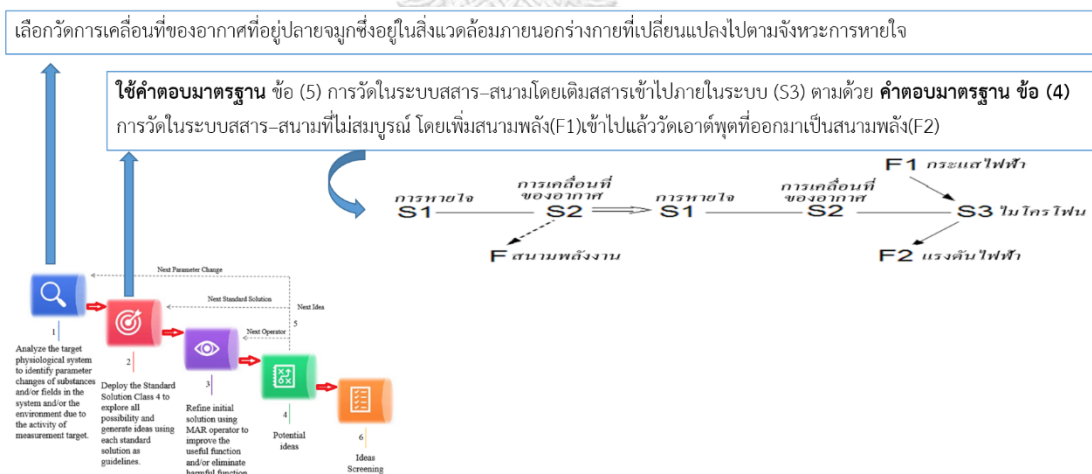 เลือกวัดการเคลื่อนที่ของอากาศที่อยู่ปลายจมูกซึ่งอยู่ในสิ่งแวดล้อมภายนอกร่างกายที่เปลี่ยนแปลงไปตามจังหวะการหายใจ
ใช้คำตอบมาตรฐาน ข้อ (5) การวัดในระบบสสาร–สนามโดยเติมสสารเข้าไปภายในระบบ (S3) ตามด้วย คำตอบมาตรฐาน ข้อ (4)
การวัดในระบบสสาร–สนามที่ไม่สมบูรณ์ โดยเพิ่มสนามพลัง(F1)เข้าไปแล้ววัดเอาต์พุตที่ออกมาเป็นสนามพลัง(F2)
F1 กระแสไฟฟ้า
การหายใจ
S1
การเคลื่อนที่
ของอากาศ
S2
การหายใจ
S1
การเคลื่อนที่
ของอากาศ
S2
S3 ไมโครโฟน
F สนามพลังงาน
F2 แรงดันไฟฟ้า
Next Parameter Change
Next Standard Solution
Next Idea
5
Next Operator
1
Analyze the target
physiological system
to identify parameter
changes of substances
and/or fields in the
system and/or the
environment due to
the activity of
measurement target.
2
Deploy the Standard
Solution Class 4 to
explore all
possibility and
generate ideas using
each standard
solution as
guidelines.
3
Refine initial
solution using
MAR operator to
improve the
useful function
and/or eliminate
harmful function
4
Potential
ideas
6
Ideas
Screening